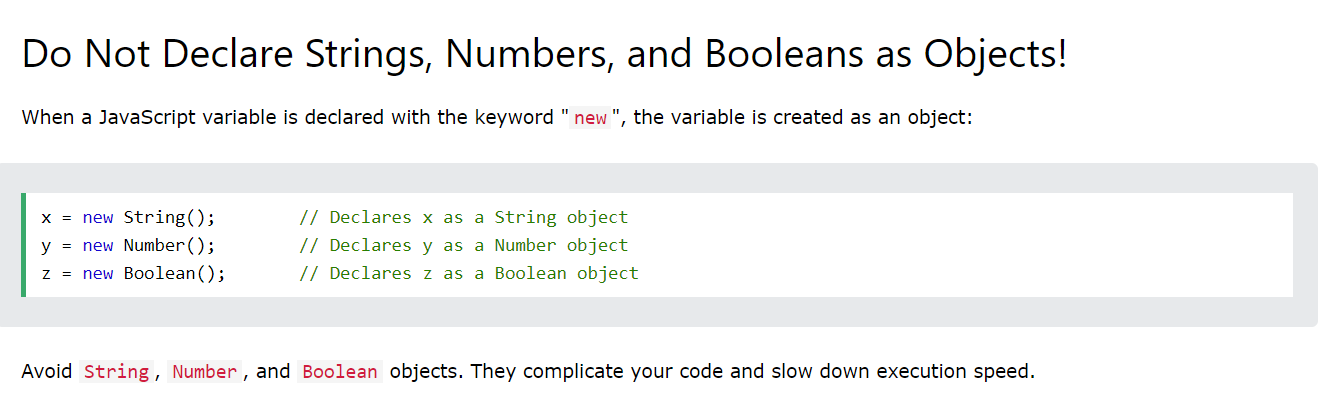 Do Not Declare Strings, Numbers, and Booleans as Objects!
When a JavaScript variable is declared with the keyword "new", the variable is created as an object:
x = new String();        // Declares x as a String object
y = new Number();        // Declares y as a Number object
z = new Boolean();       // Declares z as a Boolean object
Avoid String, Number, and Boolean objects. They complicate your code and slow down execution speed.